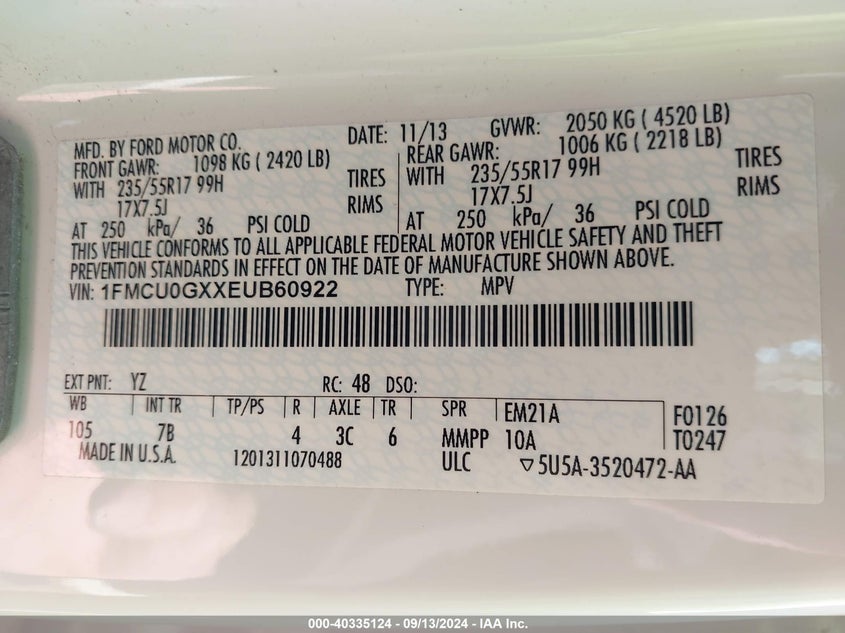 MFD. BY FORD MOTOR CO. DATE: 11/13 GVWR: 2050 KG ( 4520 LB)
FRONT GAWR: 1098 KG ( 2420 LB) REAR GAWR: 1006 KG ( 2218 LB)
WITH 235/55R17 99H TIRES WITH 235/55R17 99H TIRES
17X7.5J RIMS 17X7.5J RIMS
AT 250 kPa/ 36 PSI COLD AT 250 kPa/ 36 PSI COLD
THIS VEHICLE CONFORMS TO ALL APPLICABLE FEDERAL MOTOR VEHICLE SAFETY AND THEFT
PREVENTION STANDARDS IN EFFECT ON THE DATE OF MANUFACTURE SHOWN ABOVE.
VIN: 1FMCU0GXXEUB60922 TYPE: MPV
EXT PNT: YZ RC: 48 DSO:
WB INT TR TP/PS R AXLE TR SPR EM21A F0126
105 7B 4 3C 6 MMPP 10A T0247
MADE IN U.S.A. 1201311070488 ULC ▽5U5A-3520472-AA
000-40335124 - 09/13/2024 - IAA Inc.